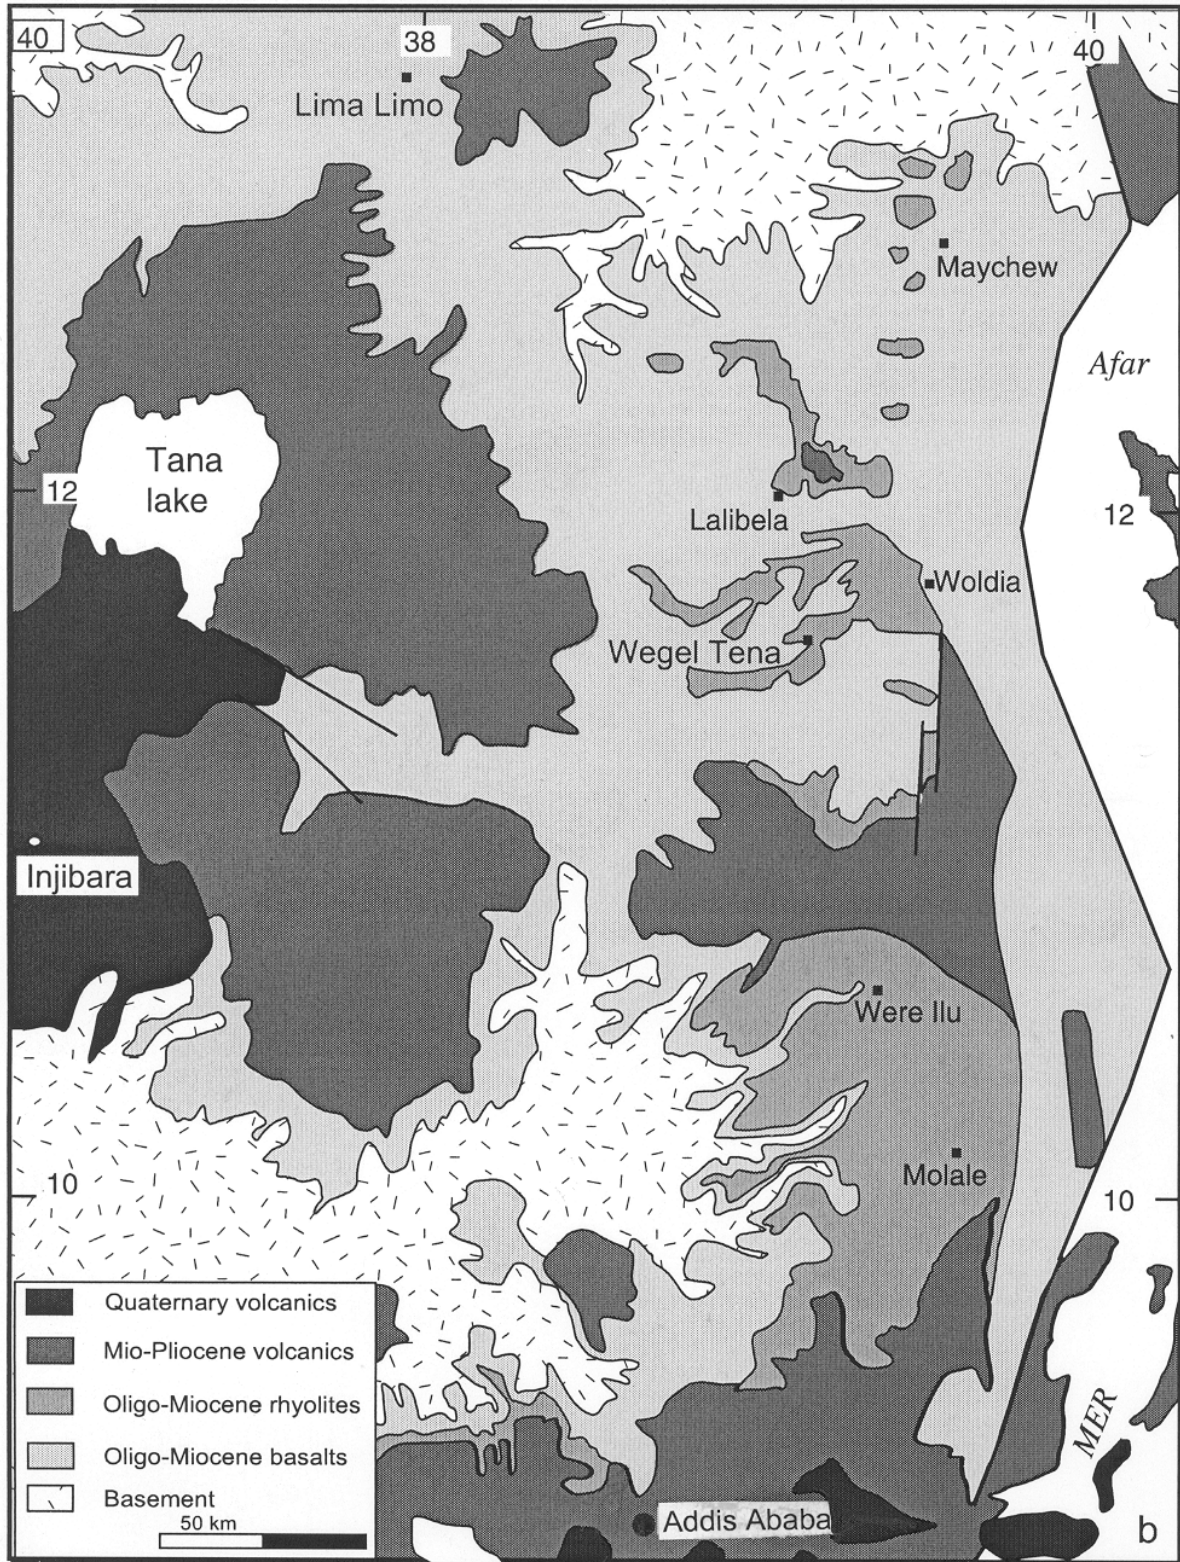 40
38
40
Lima Limo
Maychew
Afar
Tana
lake
12
12
Lalibela
Woldia
Wegel Tena
Injibara
Were Ilu
Molale
10
10
Quaternary volcanics
Mio-Pliocene volcanics
Oligo-Miocene rhyolites
Oligo-Miocene basalts
Basement
50 km
MER
Addis Ababa
b